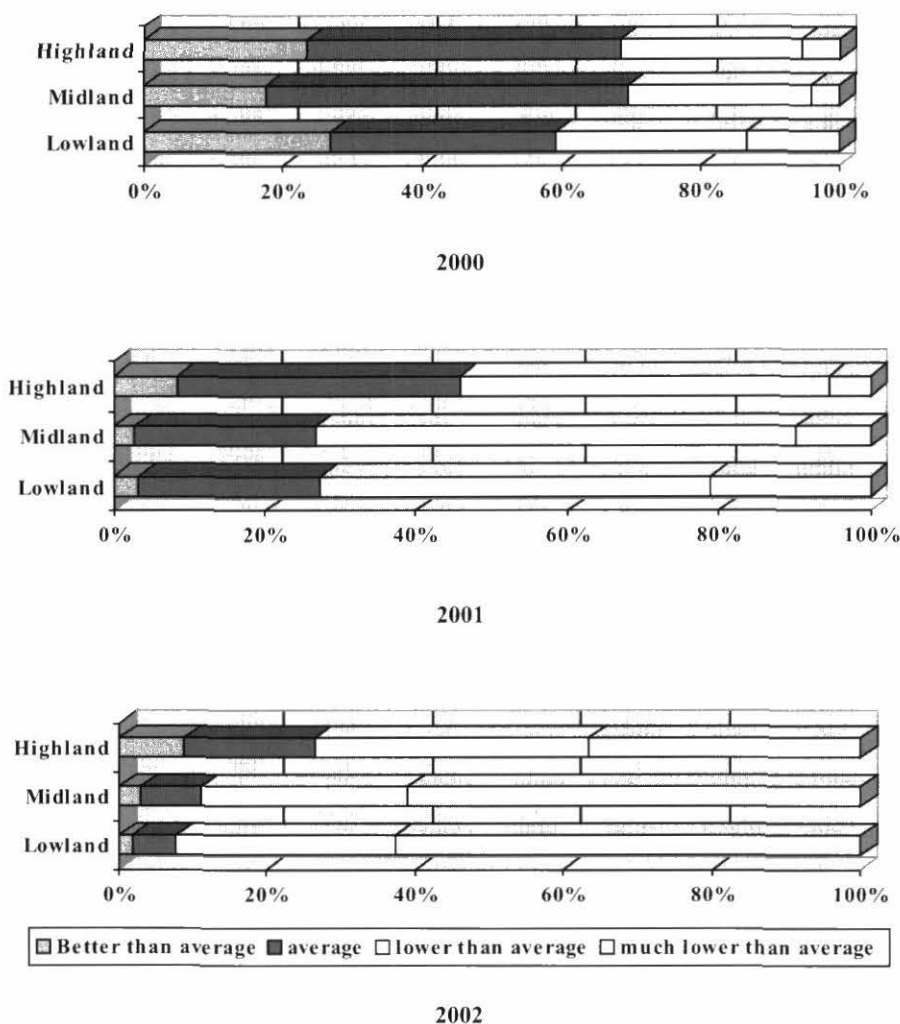 Highland
Midland
Lowland
0% 20% 40% 60% 80% 100%
2000
Highland
Midland
Lowland
0% 20% 40% 60% 80% 100%
2001
Highland
Midland
Lowland
0% 20% 40% 60% 80% 100%
Better than average average lower than average much lower than average
2002